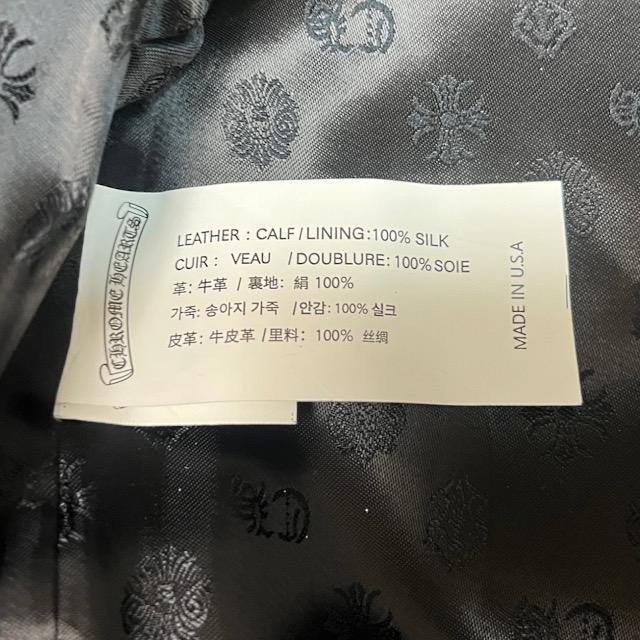 CHROME HEARTS
LEATHER : CALF / LINING:100% SILK
CUIR : VEAU / DOUBLURE: 100% SOIE
革: 牛革 / 裏地: 絹 100%
가죽: 송아지 가죽 /안감: 100% 실크
皮革: 牛皮革 /里料: 100% 丝绸
MADE IN U.S.A